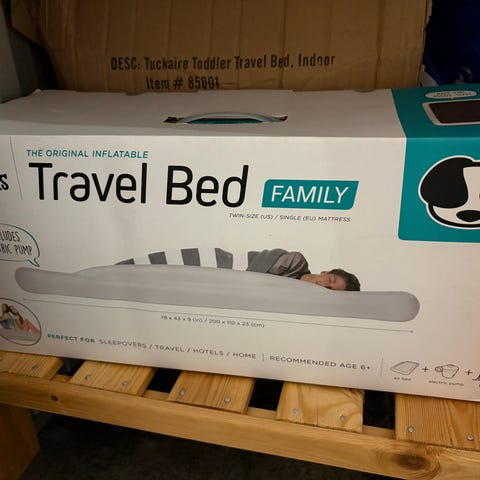 DESC: Tuckaire Toddler Travel Bed, Indoor
Item # 85001
THE ORIGINAL INFLATABLE
Travel Bed FAMILY
TWIN-SIZE (US) / SINGLE (EU) MATTRESS
PUMP
78 x 43 x 9 (in) / 200 x 110 x 23 (cm)
PERFECT FOR SLEEPOVERS / TRAVEL / HOTELS / HOME | RECOMMENDED AGE 6+
air bed + electric pump +